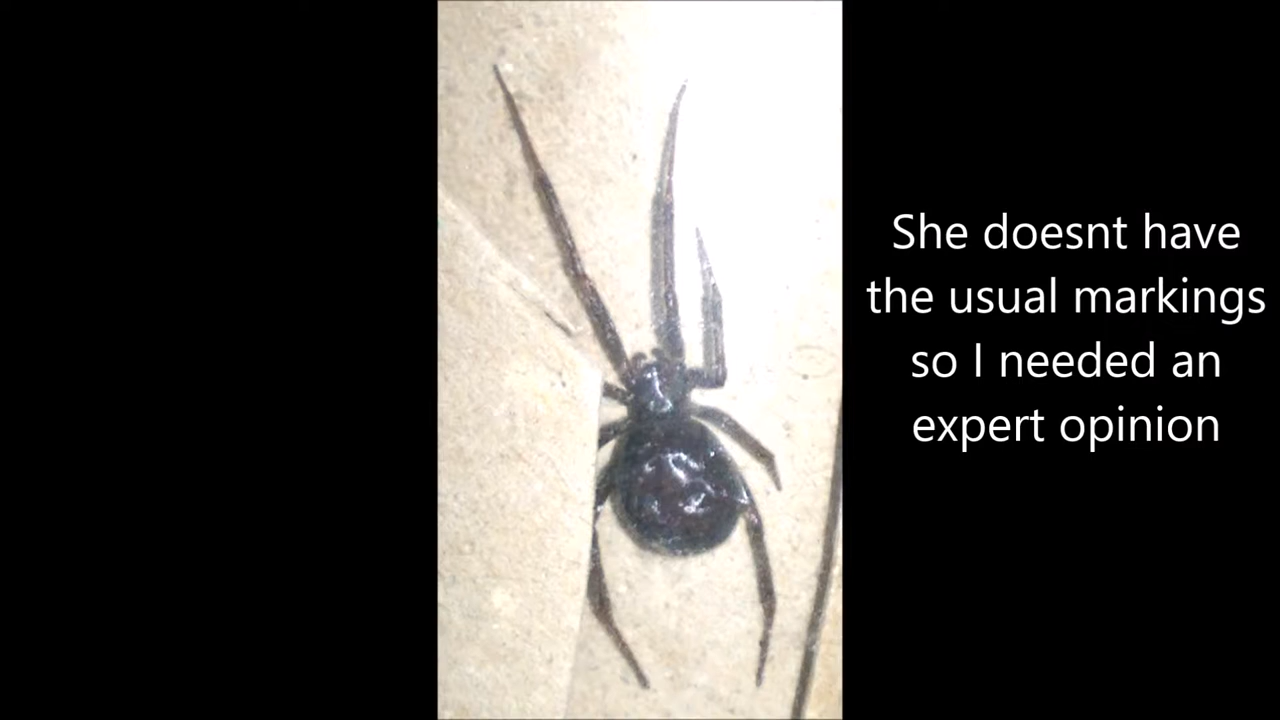 She doesnt have
the usual markings
so I needed an
expert opinion